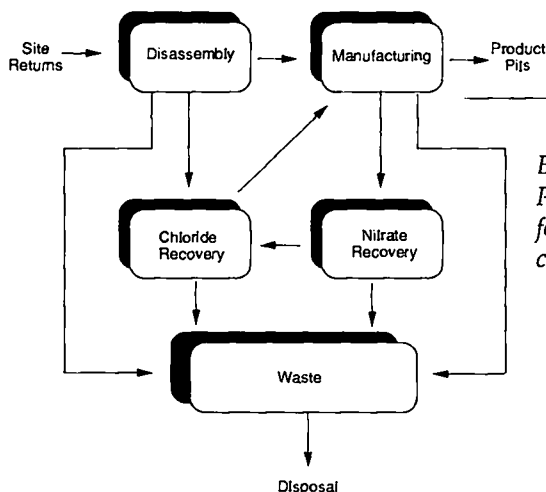 Site
Returns
Disassembly
Manufacturing
Product
Pits
Chloride
Recovery
Nitrate
Recovery
Waste
Disposal